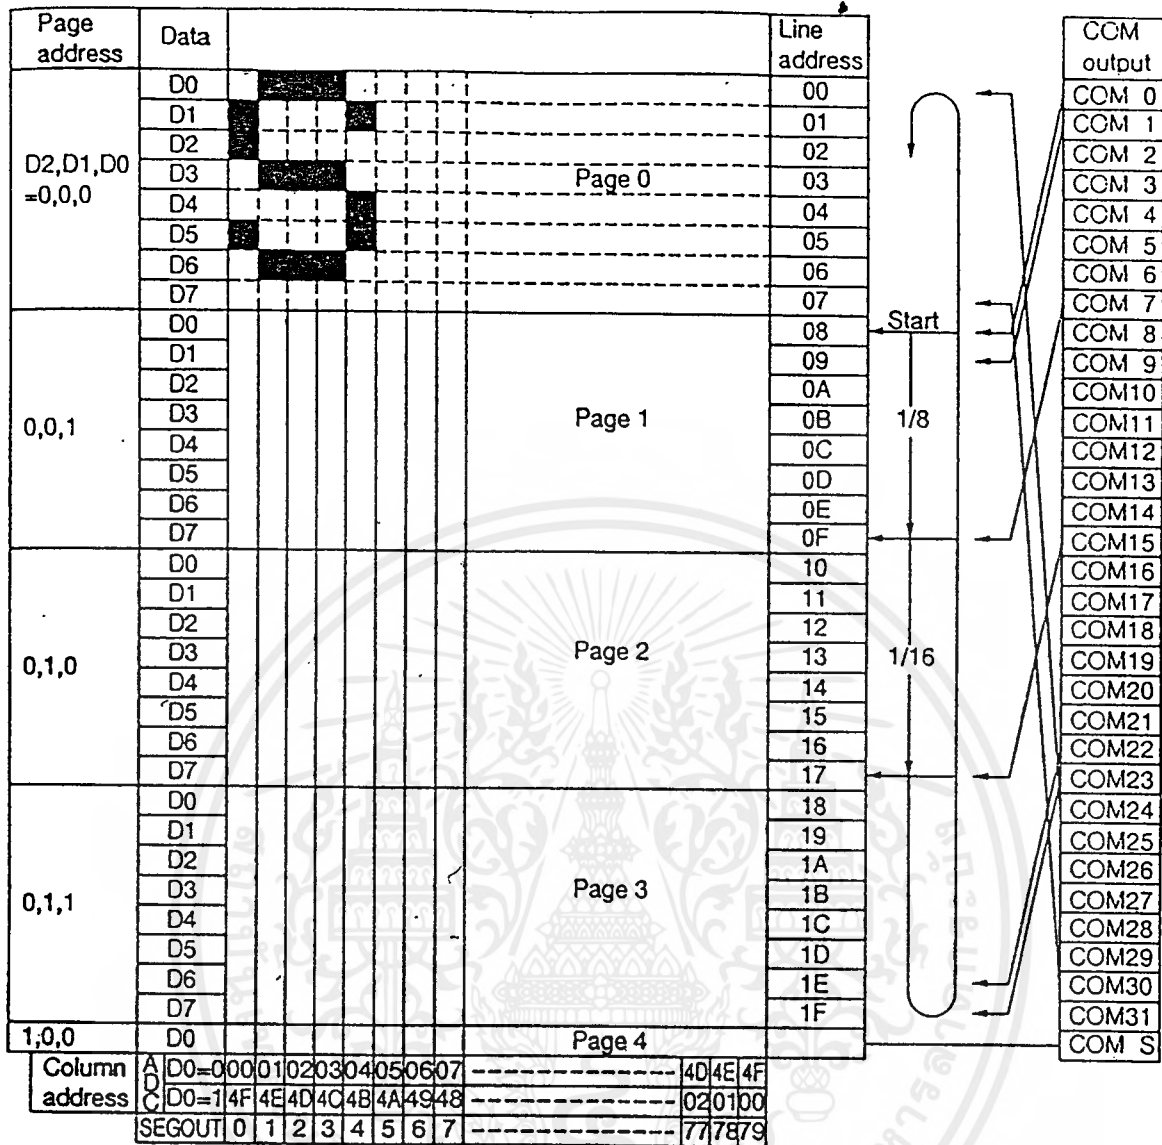 Page address Data Line address COM output
D2,D1,D0 =0,0,0
D0 00 COM 0
D1 01 COM 1
D2 02 COM 2
D3 Page 0 03 COM 3
D4 04 COM 4
D5 05 COM 5
D6 06 COM 6
D7 07 COM 7
D0 08 Start COM 8
D1 09 COM 9
D2 0A COM10
0,0,1 D3 Page 1 0B 1/8 COM11
D4 0C COM12
D5 0D COM13
D6 0E COM14
D7 0F COM15
D0 10 COM16
D1 11 COM17
D2 12 COM18
0,1,0 D3 Page 2 13 1/16 COM19
D4 14 COM20
D5 15 COM21
D6 16 COM22
D7 17 COM23
D0 18 COM24
D1 19 COM25
D2 1A COM26
0,1,1 D3 Page 3 1B COM27
D4 1C COM28
D5 1D COM29
D6 1E COM30
D7 1F COM31
1,0,0 D0 Page 4 COM S
Column address ADC D0=0 00 01 02 03 04 05 06 07 4D 4E 4F
D0=1 4F 4E 4D 4C 4B 4A 49 48 02 01 00
SEGOUT 0 1 2 3 4 5 6 7 77 78 79